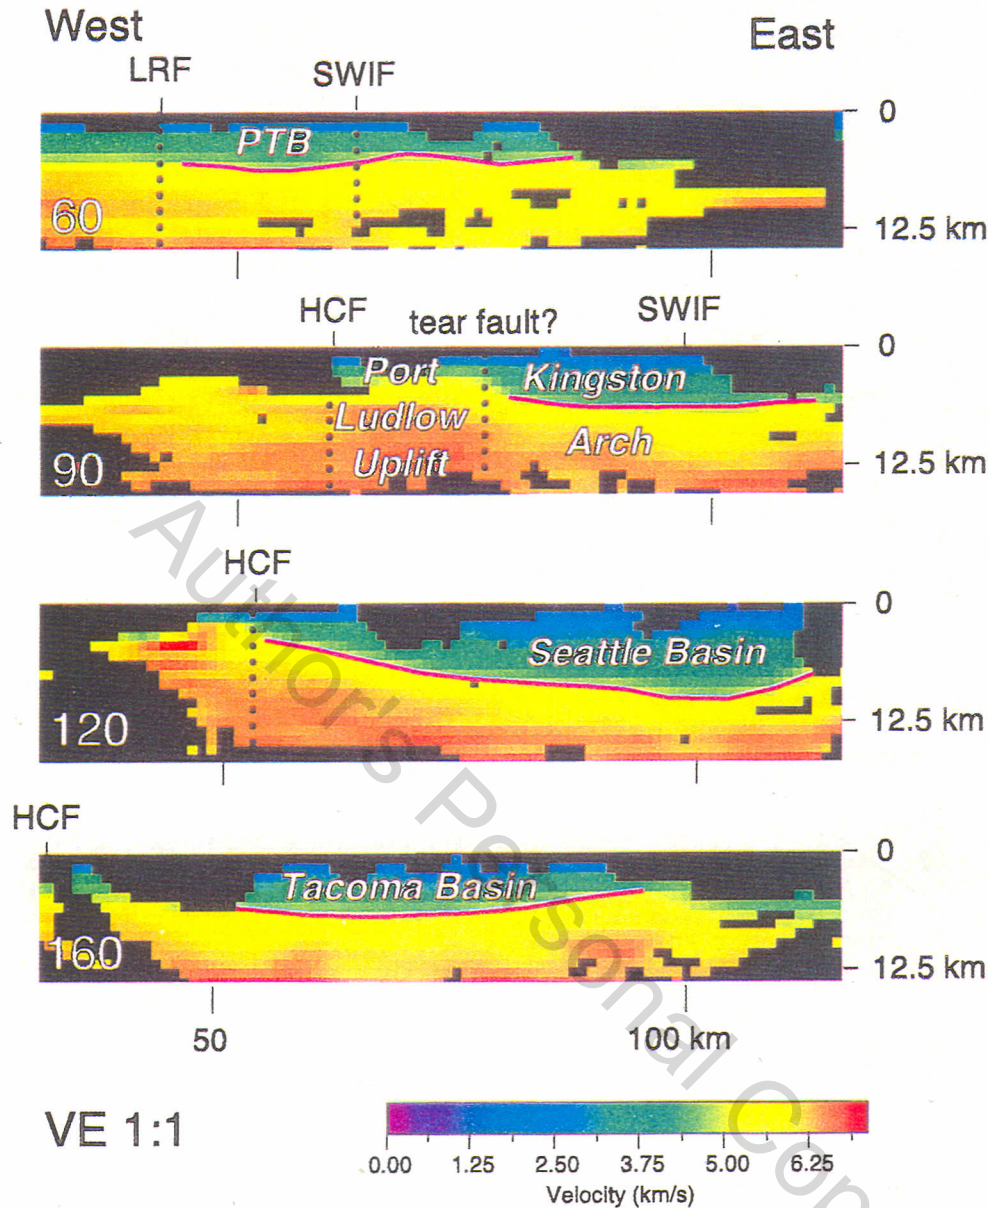 West
East
LRF
SWIF
0
PTB
60
12.5 km
HCF
tear fault?
SWIF
0
Port
Kingston
Ludlow
Arch
Uplift
90
12.5 km
HCF
0
Seattle Basin
120
12.5 km
HCF
0
Tacoma Basin
160
12.5 km
50
100 km
VE 1:1
0.00 1.25 2.50 3.75 5.00 6.25
Velocity (km/s)
Author's Personal Cop